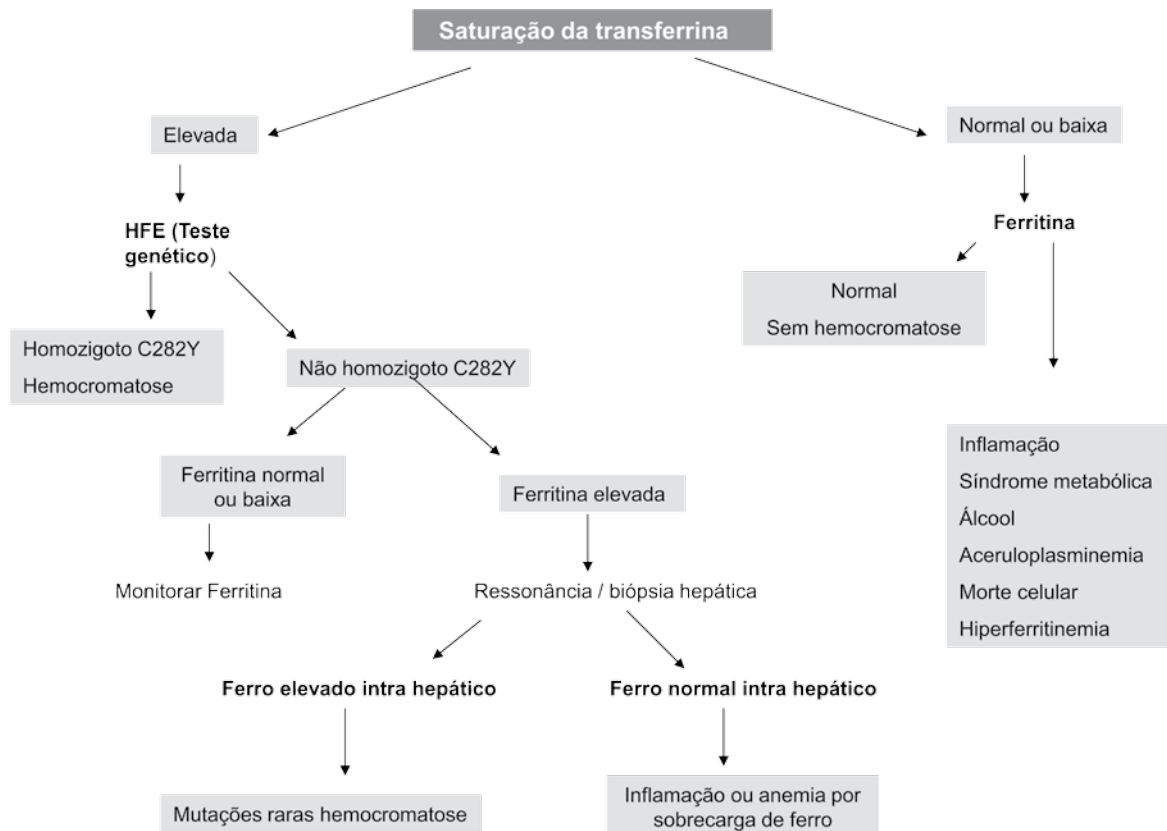 Saturação da transferrina
Elevada
Normal ou baixa
HFE (Teste
genético)
Ferritina
Normal
Sem hemocromatose
Homozigoto C282Y
Hemocromatose
Não homozigoto C282Y
Ferritina normal
ou baixa
Ferritina elevada
Inflamação
Síndrome metabólica
Álcool
Aceruloplasminemia
Morte celular
Hiperferritinemia
Monitorar Ferritina
Ressonância / biópsia hepática
Ferro elevado intra hepático
Ferro normal intra hepático
Mutações raras hemocromatose
Inflamação ou anemia por
sobrecarga de ferro